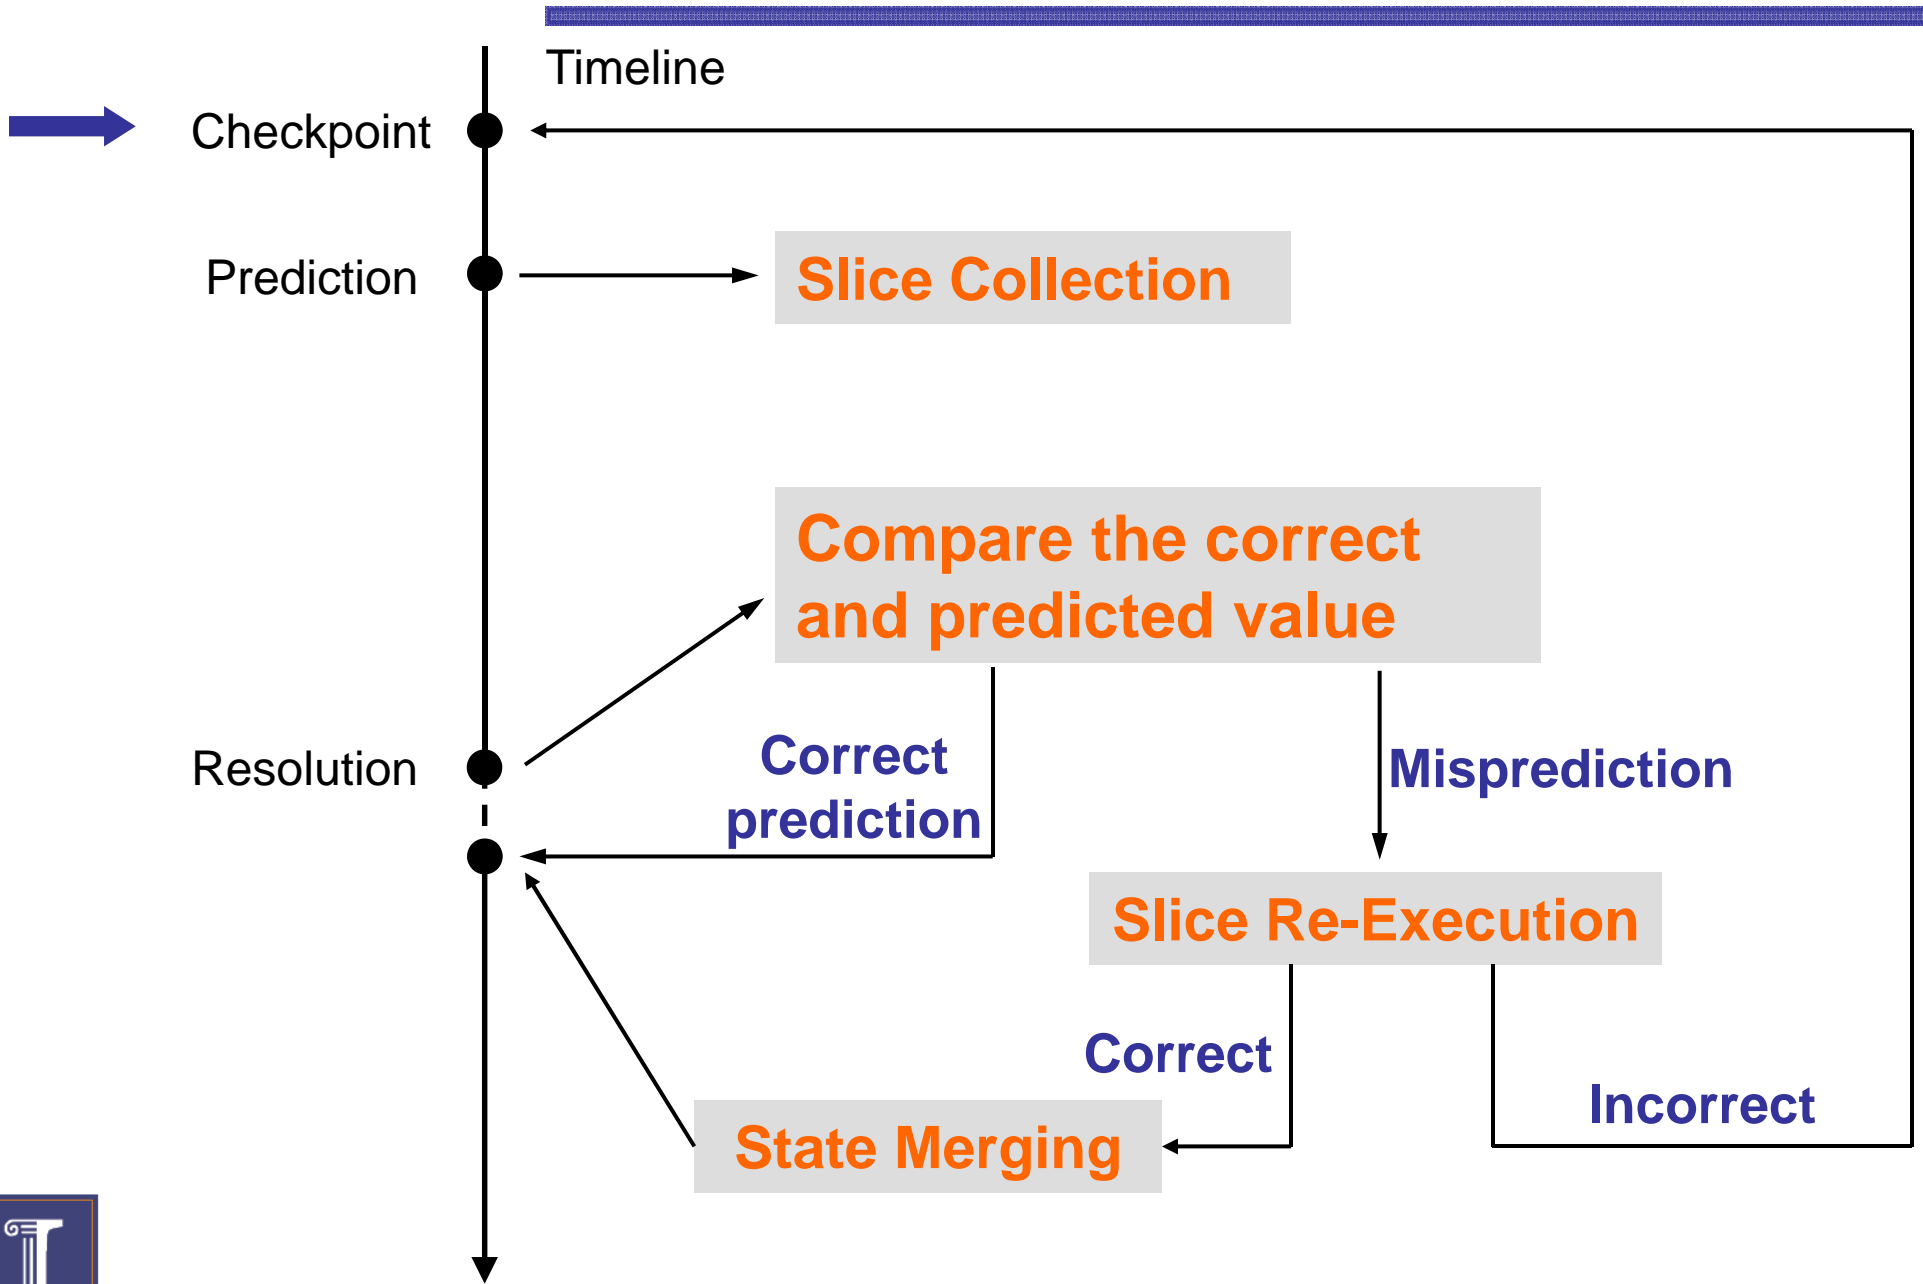 Timeline
Checkpoint
Prediction
Slice Collection
Compare the correct
and predicted value
Resolution
Correct
prediction
Misprediction
Slice Re-Execution
Correct
Incorrect
State Merging